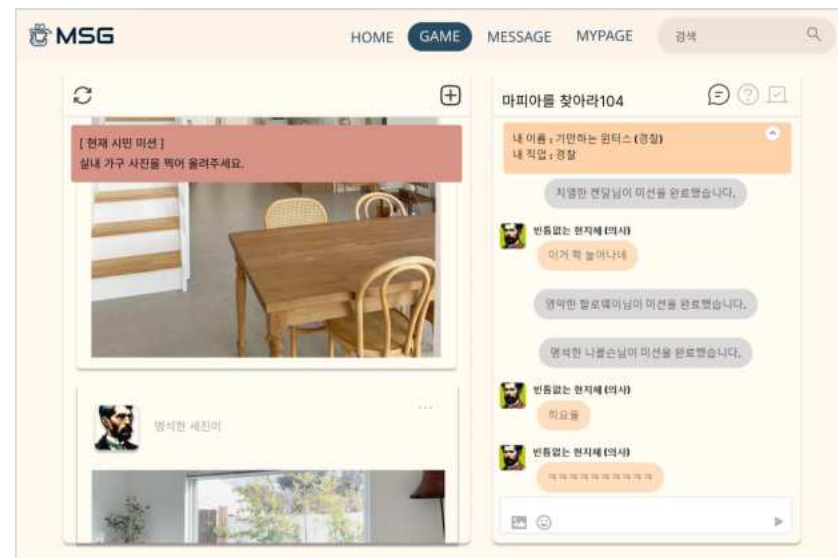 MSG
HOME GAME MESSAGE MYPAGE 검색
[ 현재 시민 미션 ]
실내 가구 사진을 찍어 올려주세요.
명석한 세진이
마피아를 찾아라104
내 이름 : 기만하는 윈터스 (경찰)
내 직업 : 경찰
치열한 켄달님이 미션을 완료했습니다.
빈틈없는 현지혜 (의사)
이거 확 늘어나네
영악한 할로웨이님이 미션을 완료했습니다.
명석한 니콜슨님이 미션을 완료했습니다.
빈틈없는 현지혜 (의사)
히요욜
빈틈없는 현지혜 (의사)
ㅋㅋㅋㅋㅋㅋㅋㅋㅋㅋ